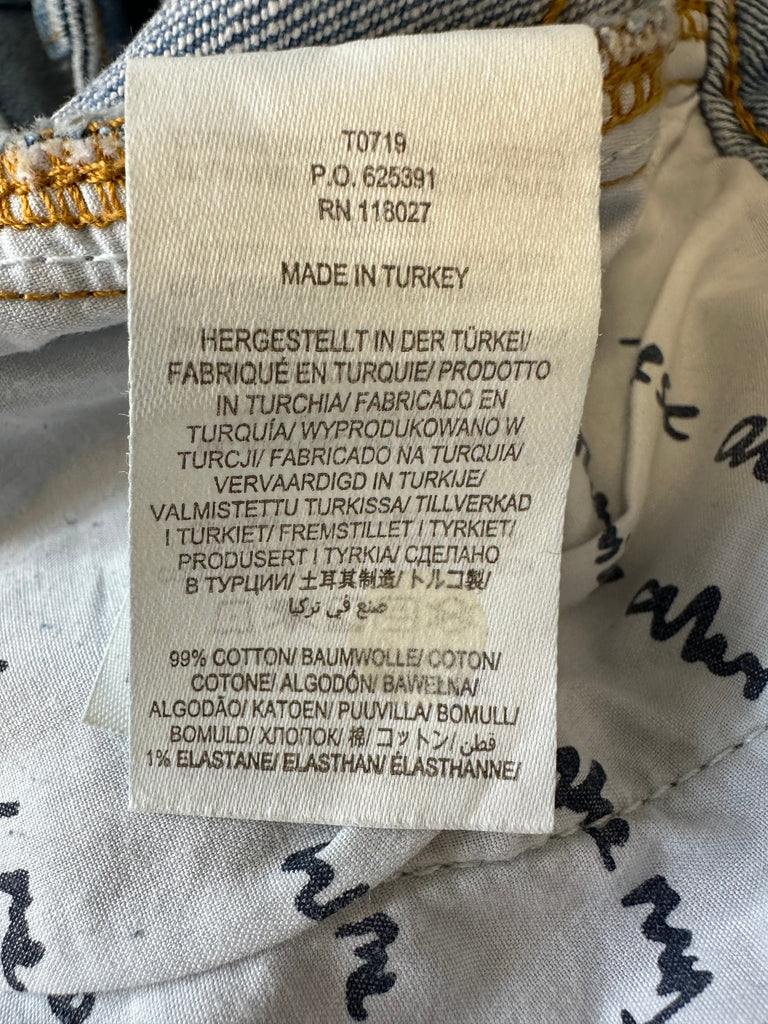 T0719
P.O. 625391
RN 118027
MADE IN TURKEY
HERGESTELLT IN DER TÜRKEI/
FABRIQUÉ EN TURQUIE/ PRODOTTO
IN TURCHIA/ FABRICADO EN
TURQUÍA/ WYPRODUKOWANO W
TURCJI/ FABRICADO NA TURQUIA/
VERVAARDIGD IN TURKIJE/
VALMISTETTU TURKISSA/ TILLVERKAD
I TURKIET/ FREMSTILLET I TYRKIET/
PRODUSERT I TYRKIA/ СДЕЛАНО
В ТУРЦИИ/ 土耳其制造/ トルコ製/
صنع في تركيا
99% COTTON/ BAUMWOLLE/ COTON/
COTONE/ ALGODÓN/ BAWEŁNA/
ALGODÃO/ KATOEN/ PUUVILLA/ BOMULL/
BOMULD/ ХЛОПОК/ 棉/ コットン/ قطن
1% ELASTANE/ ELASTHAN/ ÉLASTHANNE/